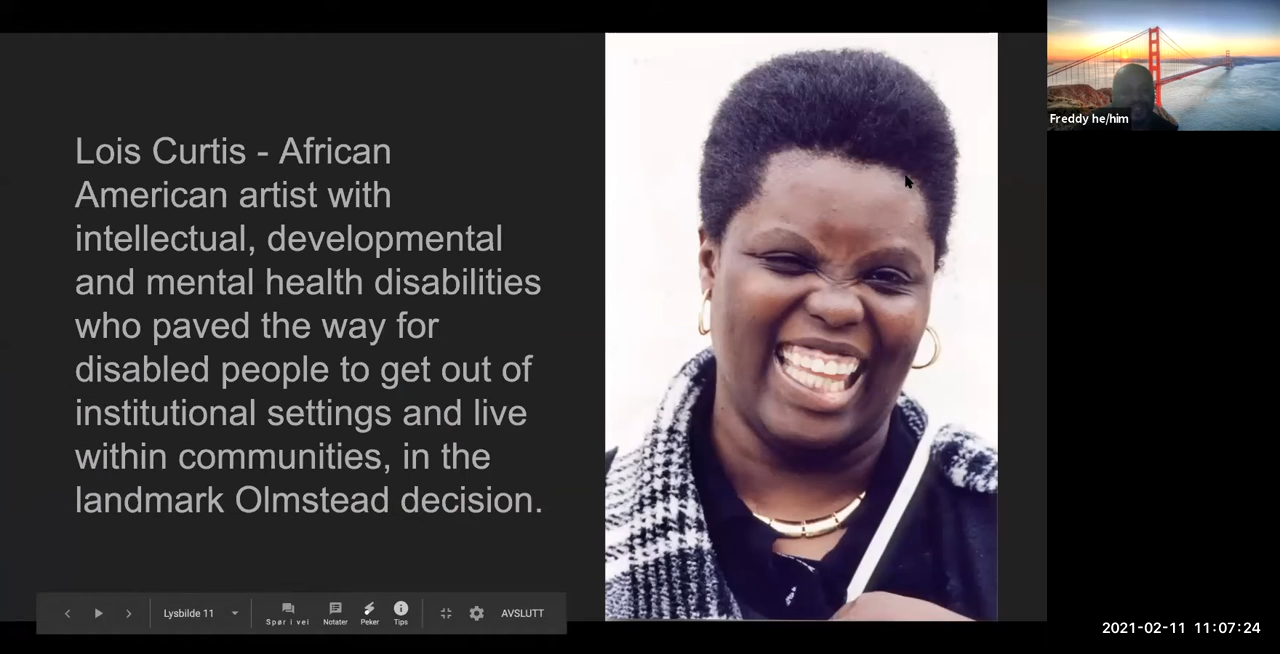 Lois Curtis - African
American artist with
intellectual, developmental
and mental health disabilities
who paved the way for
disabled people to get out of
institutional settings and live
within communities, in the
landmark Olmstead decision.
Freddy he/him
Lysbilde 11
Spør i vei
Notater
Peker
Tips
AVSLUTT
2021-02-11 11:07:24